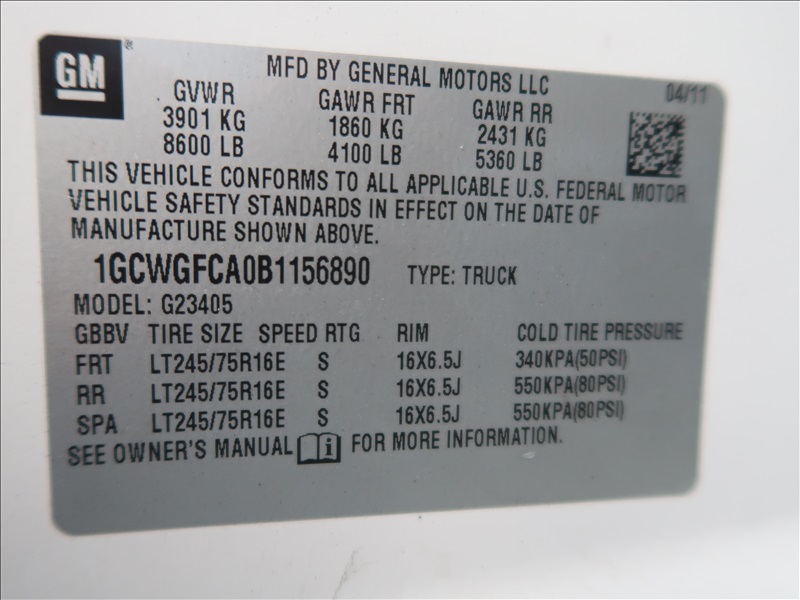 GM
MFD BY GENERAL MOTORS LLC 04/11
GVWR GAWR FRT GAWR RR
3901 KG 1860 KG 2431 KG
8600 LB 4100 LB 5360 LB
THIS VEHICLE CONFORMS TO ALL APPLICABLE U.S. FEDERAL MOTOR
VEHICLE SAFETY STANDARDS IN EFFECT ON THE DATE OF
MANUFACTURE SHOWN ABOVE.
1GCWGFCA0B1156890 TYPE: TRUCK
MODEL: G23405
GBBV TIRE SIZE SPEED RTG RIM COLD TIRE PRESSURE
FRT LT245/75R16E S 16X6.5J 340KPA(50PSI)
RR LT245/75R16E S 16X6.5J 550KPA(80PSI)
SPA LT245/75R16E S 16X6.5J 550KPA(80PSI)
SEE OWNER'S MANUAL i FOR MORE INFORMATION.